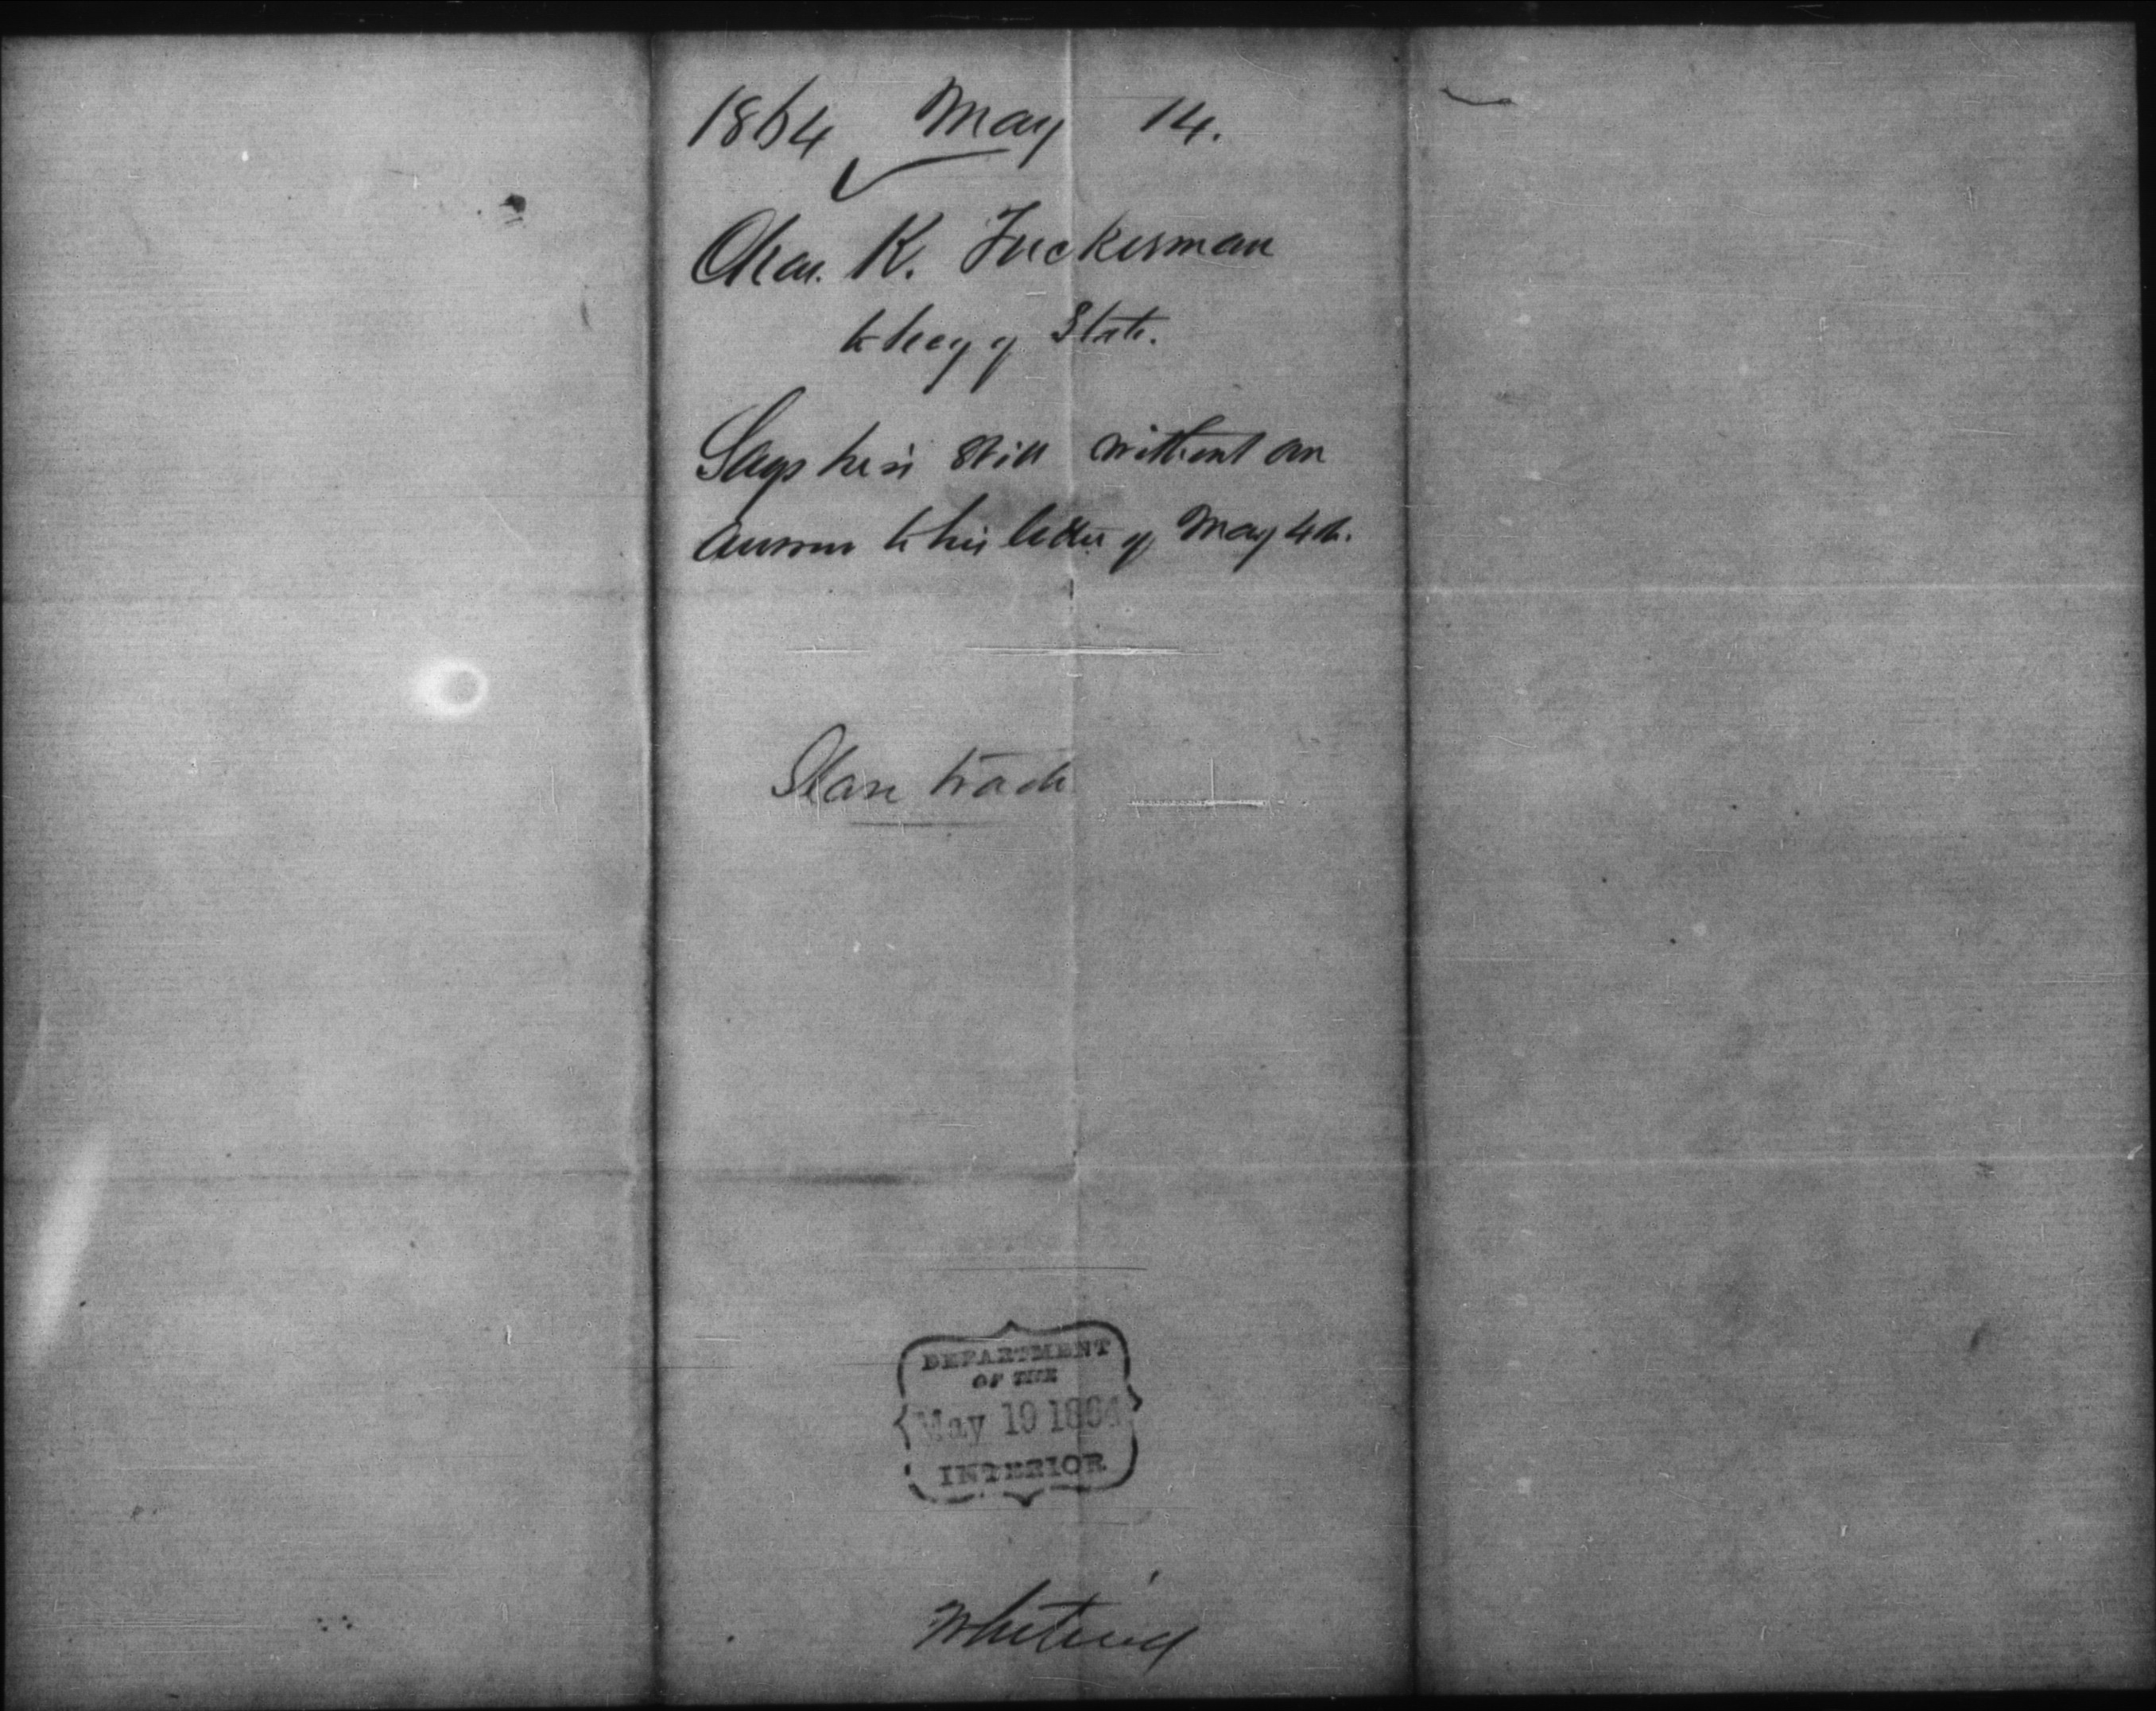 1864 May 14.
Chas. K. Tuckerman
to Secy of State.
Says he is still without an
answer to his letter of May 4th.
Slave trade
DEPARTMENT
OF THE
May 19 1864
INTERIOR
Whiting